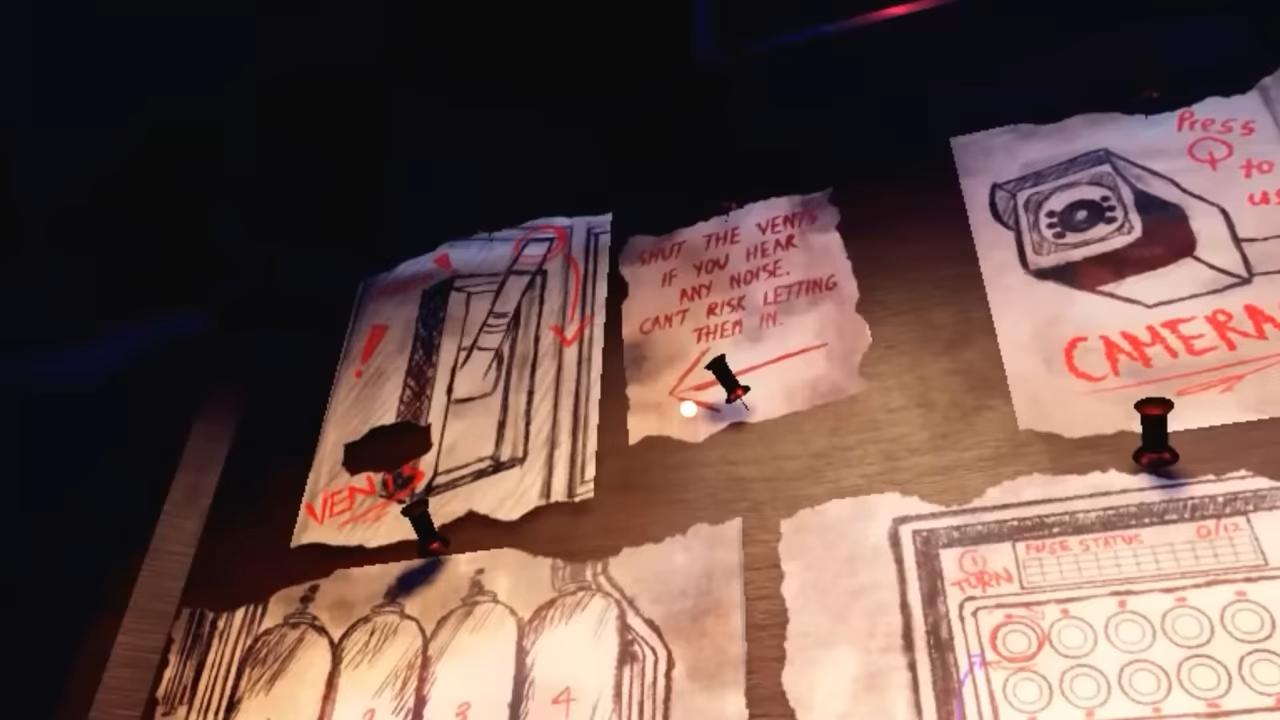 VENTS
SHUT THE VENTS
IF YOU HEAR
ANY NOISE.
CAN'T RISK LETTING
THEM IN.
Press
Q to
CAMERA
① TURN
FUSE STATUS 0/12
3
4